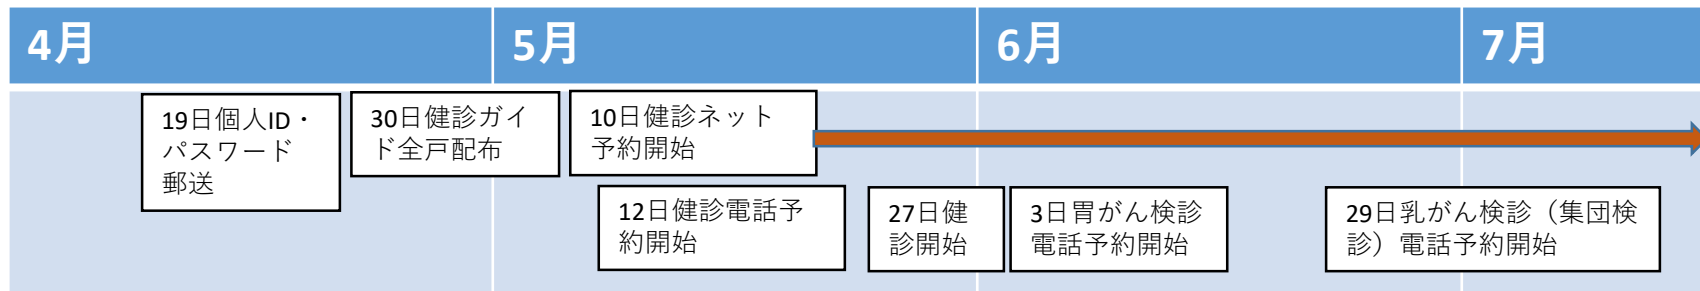 4月
5月
6月
7月
19日個人ID・
パスワード
郵送
30日健診ガイ
ド全戸配布
10日健診ネット
予約開始
12日健診電話予
約開始
27日健
診開始
3日胃がん検診
電話予約開始
29日乳がん検診（集団検
診）電話予約開始